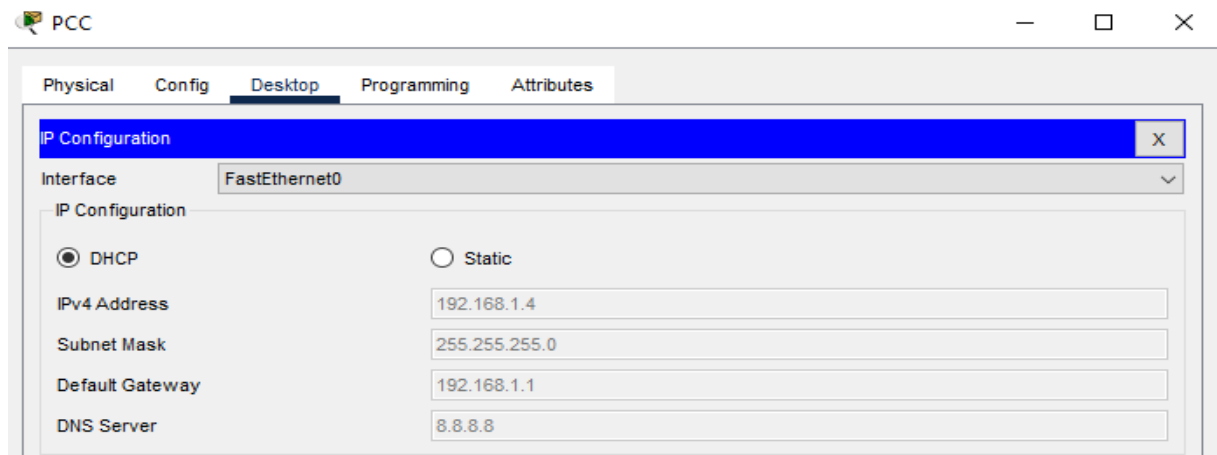 PCC
Physical Config Desktop Programming Attributes
IP Configuration X
Interface FastEthernet0
IP Configuration
DHCP Static
IPv4 Address 192.168.1.4
Subnet Mask 255.255.255.0
Default Gateway 192.168.1.1
DNS Server 8.8.8.8